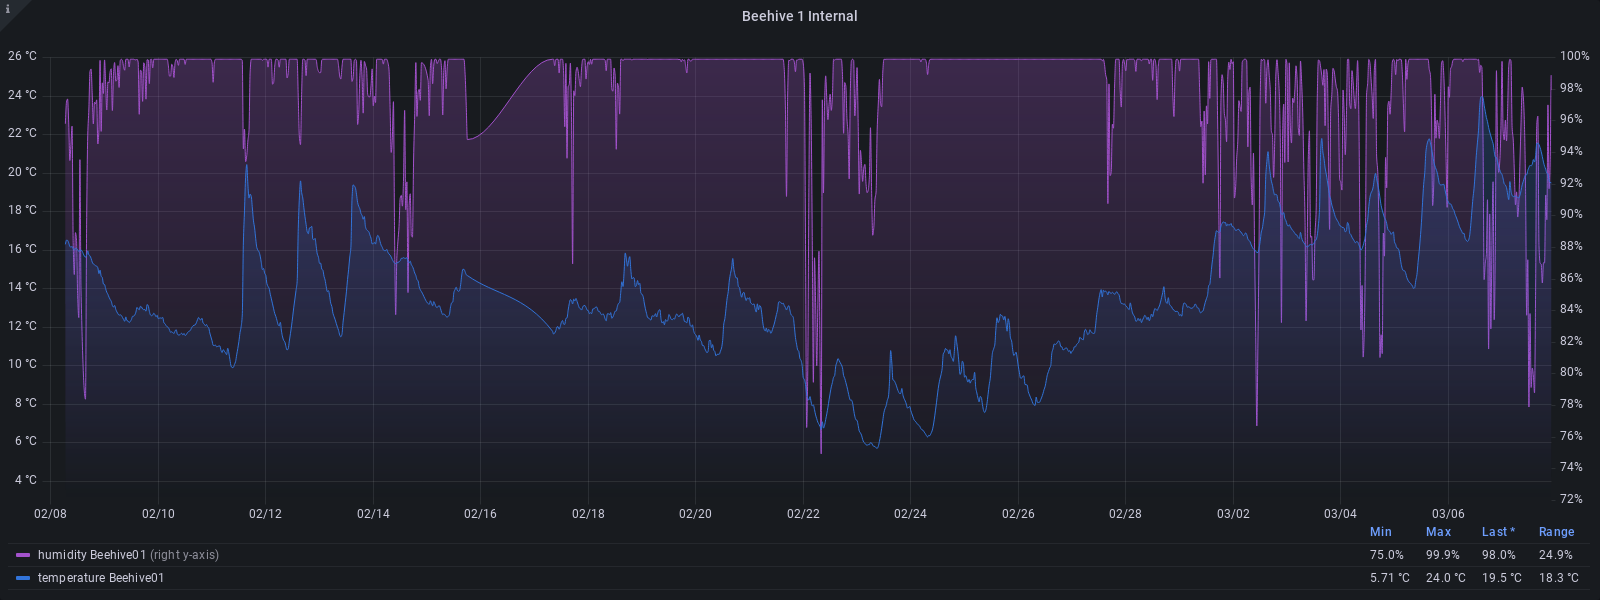 i
Beehive 1 Internal
26 °C
24 °C
22 °C
20 °C
18 °C
16 °C
14 °C
12 °C
10 °C
8 °C
6 °C
4 °C
100%
98%
96%
94%
92%
90%
88%
86%
84%
82%
80%
78%
76%
74%
72%
02/08 02/10 02/12 02/14 02/16 02/18 02/20 02/22 02/24 02/26 02/28 03/02 03/04 03/06
Min Max Last * Range
humidity Beehive01 (right y-axis) 75.0% 99.9% 98.0% 24.9%
temperature Beehive01 5.71 °C 24.0 °C 19.5 °C 18.3 °C